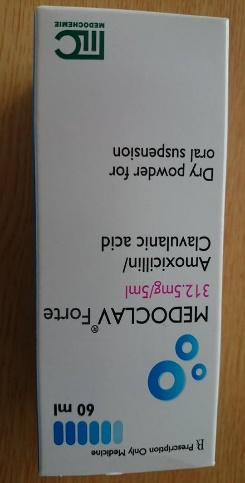 ℞ Prescription Only Medicine
60 ml
MEDOCLAV® Forte
312.5mg/5ml
Amoxicillin/
Clavulanic acid
Dry powder for
oral suspension
MEDOCHEMIE